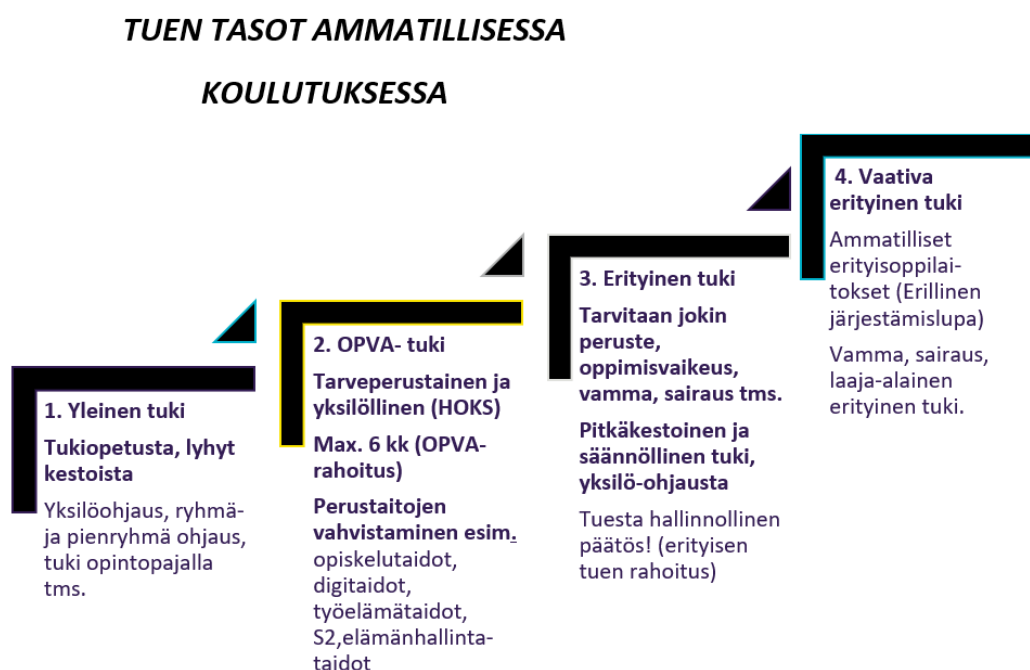 TUEN TASOT AMMATILLISESSA
KOULUTUKSESSA
1. Yleinen tuki
Tukiopetusta, lyhyt
kestoista
Yksilöohjaus, ryhmä-
ja pienryhmä ohjaus,
tuki opintopajalla
tms.
2. OPVA- tuki
Tarveperustainen ja
yksilöllinen (HOKS)
Max. 6 kk (OPVA-
rahoitus)
Perustaitojen
vahvistaminen esim.
opiskelutaidot,
digitaidot,
työelämätaidot,
S2,elämänhallinta-
taidot
3. Erityinen tuki
Tarvitaan jokin
peruste,
oppimisvaikeus,
vamma, sairaus tms.
Pitkäkestoinen ja
säännöllinen tuki,
yksilö-ohjausta
Tuesta hallinnollinen
päätös! (erityisen
tuen rahoitus)
4. Vaativa
erityinen tuki
Ammatilliset
erityisoppilai-
tokset (Erillinen
järjestämislupa)
Vamma, sairaus,
laaja-alainen
erityinen tuki.